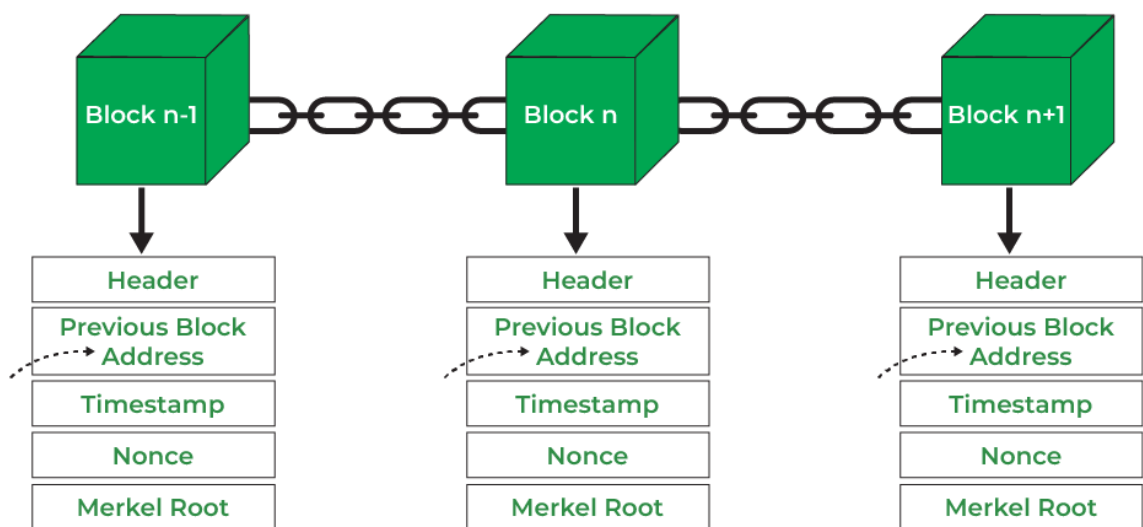 Block n-1
Block n
Block n+1
Header
Header
Header
Previous Block
Address
Previous Block
Address
Previous Block
Address
Timestamp
Timestamp
Timestamp
Nonce
Nonce
Nonce
Merkel Root
Merkel Root
Merkel Root